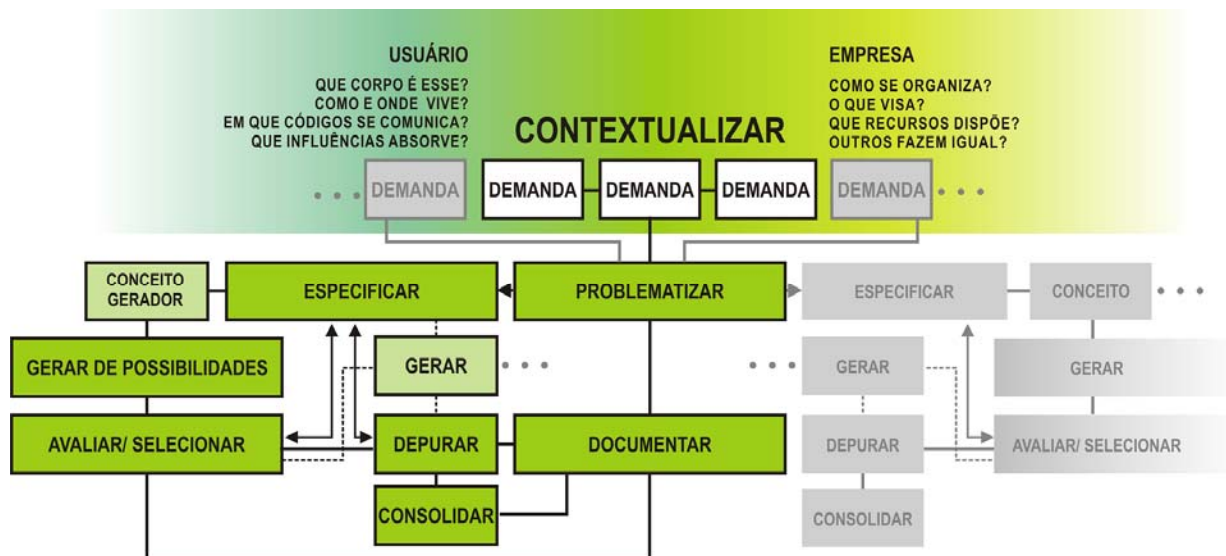 USUÁRIO
QUE CORPO É ESSE?
COMO E ONDE VIVE?
EM QUE CÓDIGOS SE COMUNICA?
QUE INFLUÊNCIAS ABSORVE?
CONTEXTUALIZAR
EMPRESA
COMO SE ORGANIZA?
O QUE VISA?
QUE RECURSOS DISPÕE?
OUTROS FAZEM IGUAL?
DEMANDA
DEMANDA
DEMANDA
DEMANDA
DEMANDA
CONCEITO
GERADOR
ESPECIFICAR
PROBLEMATIZAR
ESPECIFICAR
CONCEITO
GERAR DE POSSIBILIDADES
GERAR
GERAR
GERAR
AVALIAR/ SELECIONAR
DEPURAR
DOCUMENTAR
DEPURAR
AVALIAR/ SELECIONAR
CONSOLIDAR
CONSOLIDAR